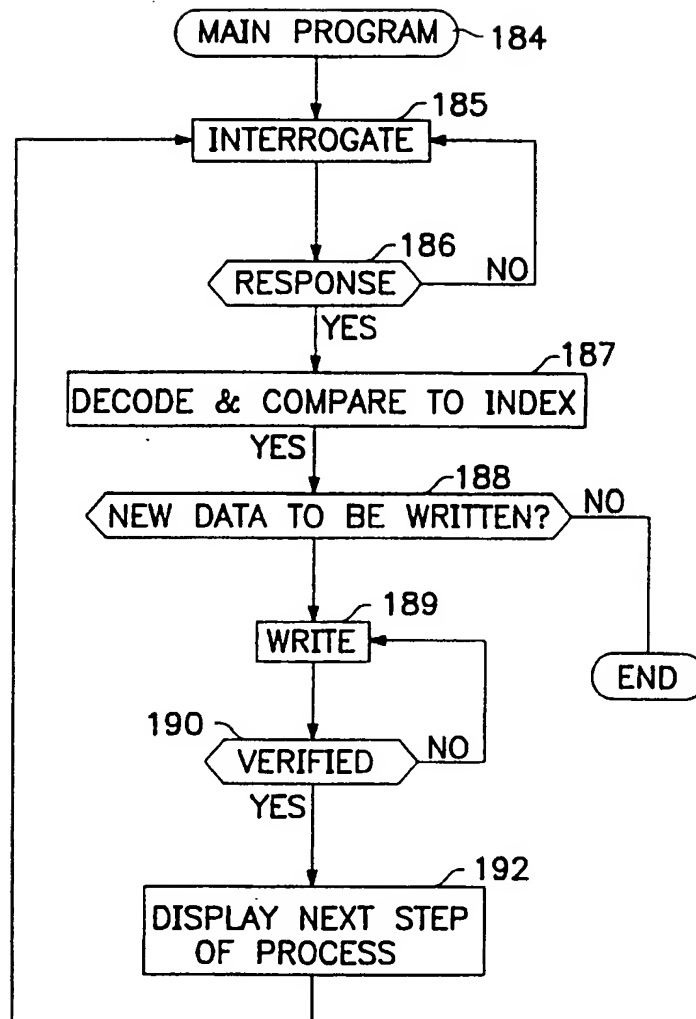 MAIN PROGRAM
184
185
INTERROGATE
186
RESPONSE
NO
YES
187
DECODE & COMPARE TO INDEX
YES
188
NEW DATA TO BE WRITTEN?
NO
189
WRITE
END
190
VERIFIED
NO
YES
192
DISPLAY NEXT STEP
OF PROCESS